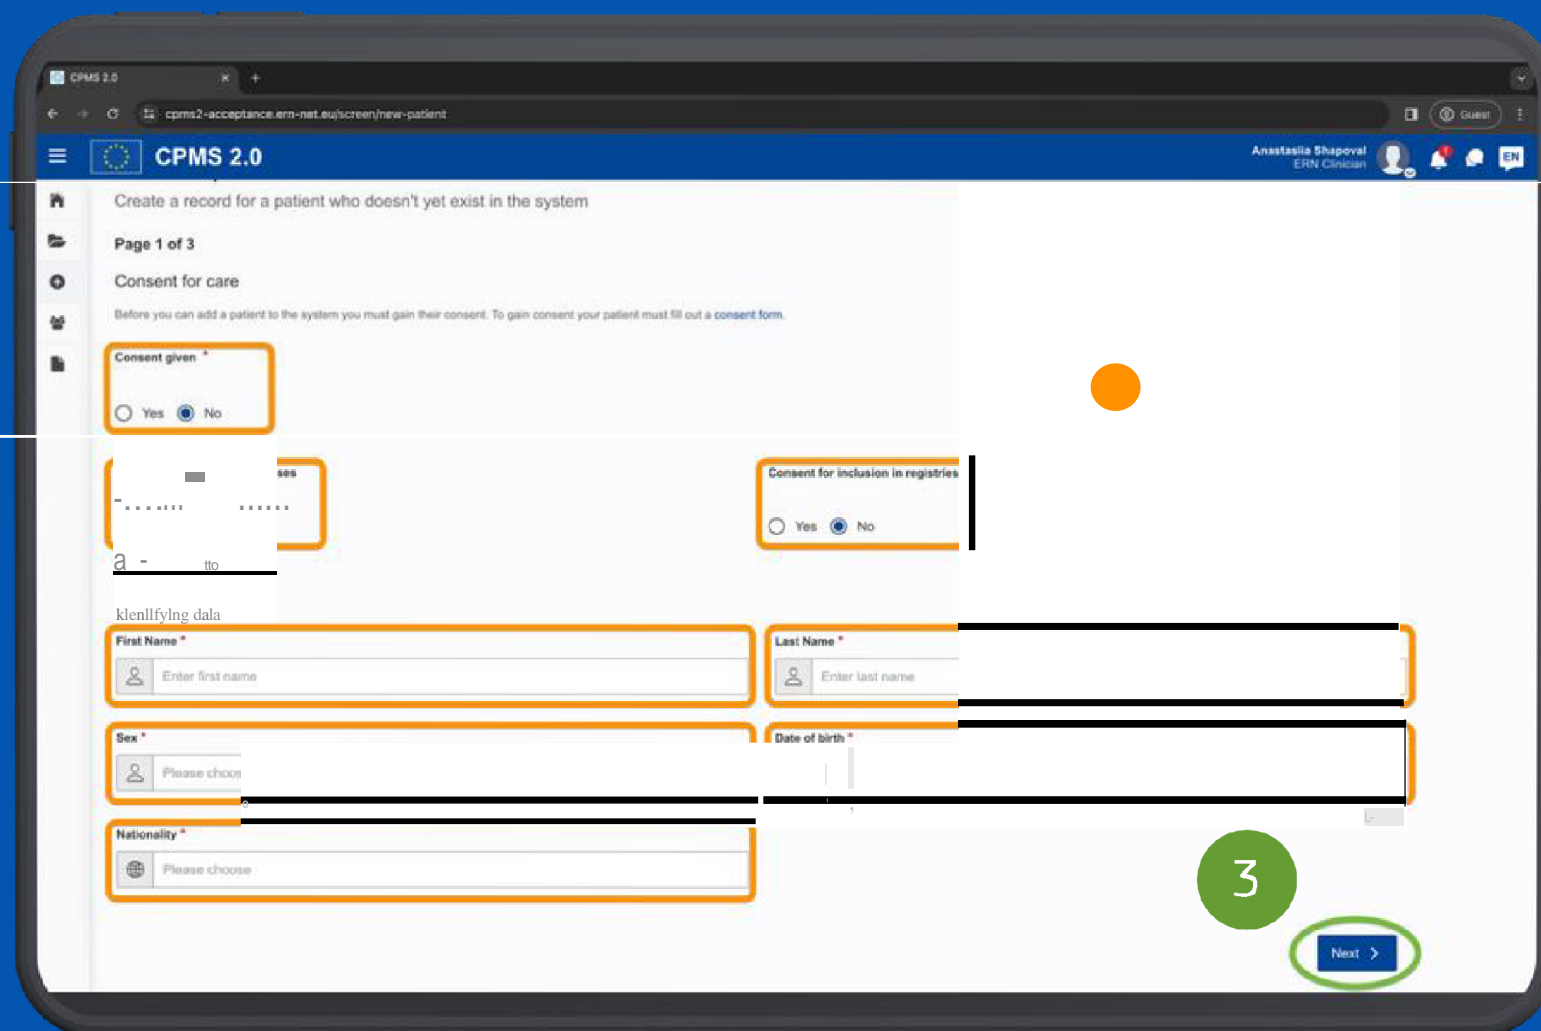 CPMS 2.0
cpms2-acceptance.ern-net.eu/screen/new-patient
Guest
CPMS 2.0
Anastasiia Shapoval
ERN Clinician
EN
Create a record for a patient who doesn't yet exist in the system
Page 1 of 3
Consent for care
Before you can add a patient to the system you must gain their consent. To gain consent your patient must fill out a consent form.
Consent given *
Yes No
ses
Consent for inclusion in registries
-....... ......
Yes No
a - tto
klenllfylng dala
First Name *
Last Name *
Enter first name
Enter last name
Sex *
Date of birth *
Please choos
Nationality *
Please choose
3
Next